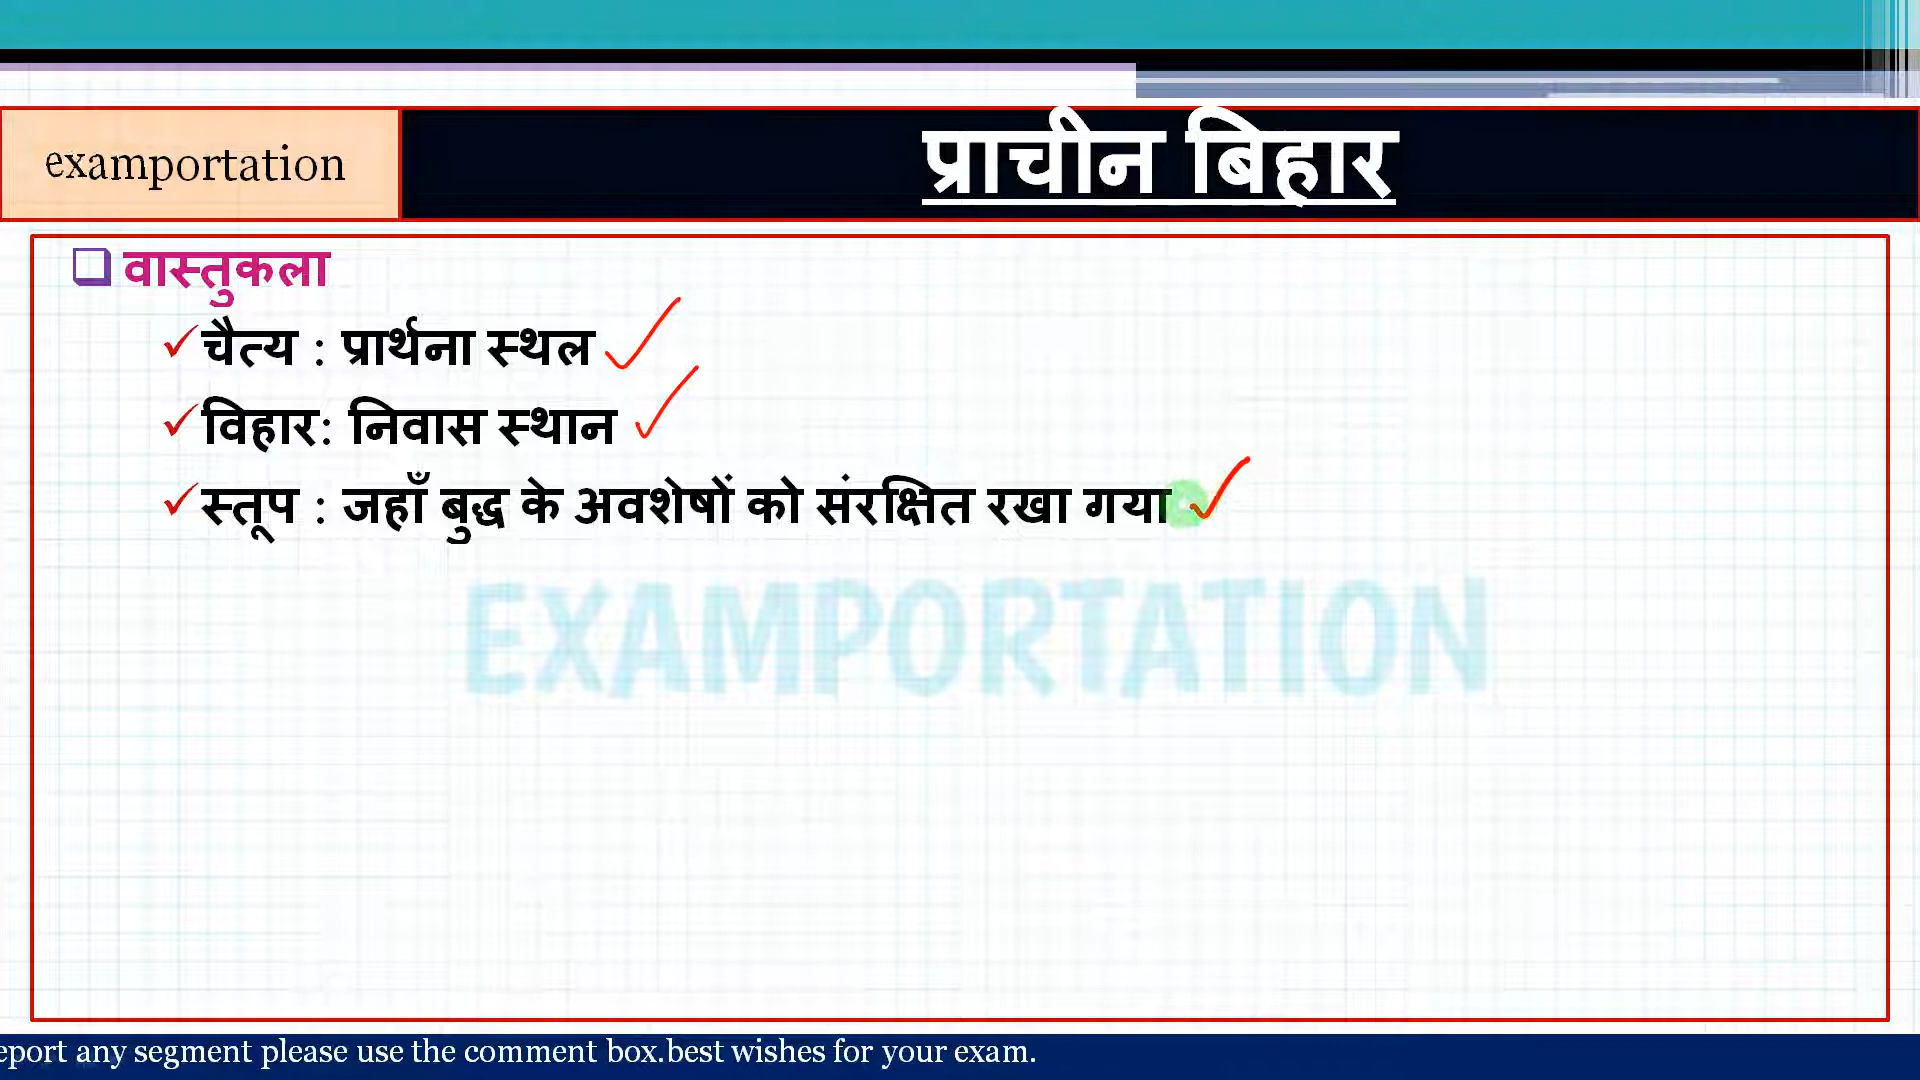 examportation
प्राचीन बिहार
वास्तुकला
चैत्य : प्रार्थना स्थल
विहार: निवास स्थान
स्तूप : जहाँ बुद्ध के अवशेषों को संरक्षित रखा गया
EXAMPORTATION
eport any segment please use the comment box.best wishes for your exam.